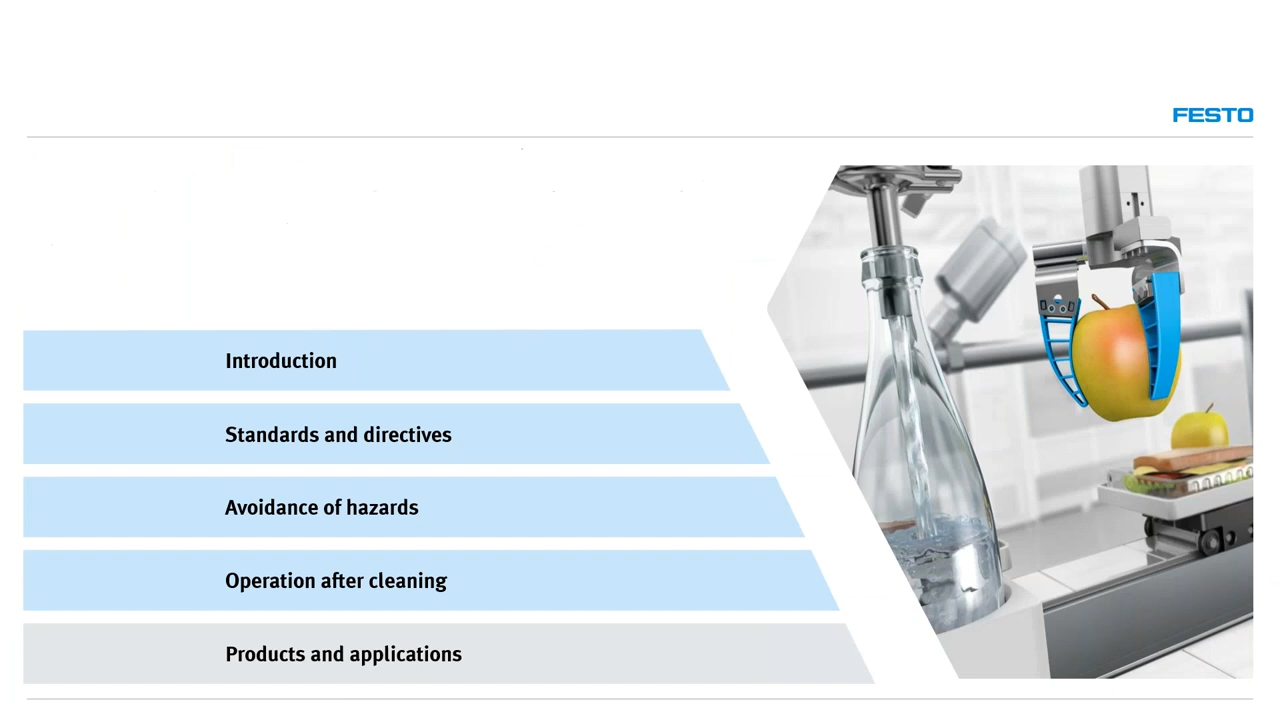 FESTO
Introduction
Standards and directives
Avoidance of hazards
Operation after cleaning
Products and applications